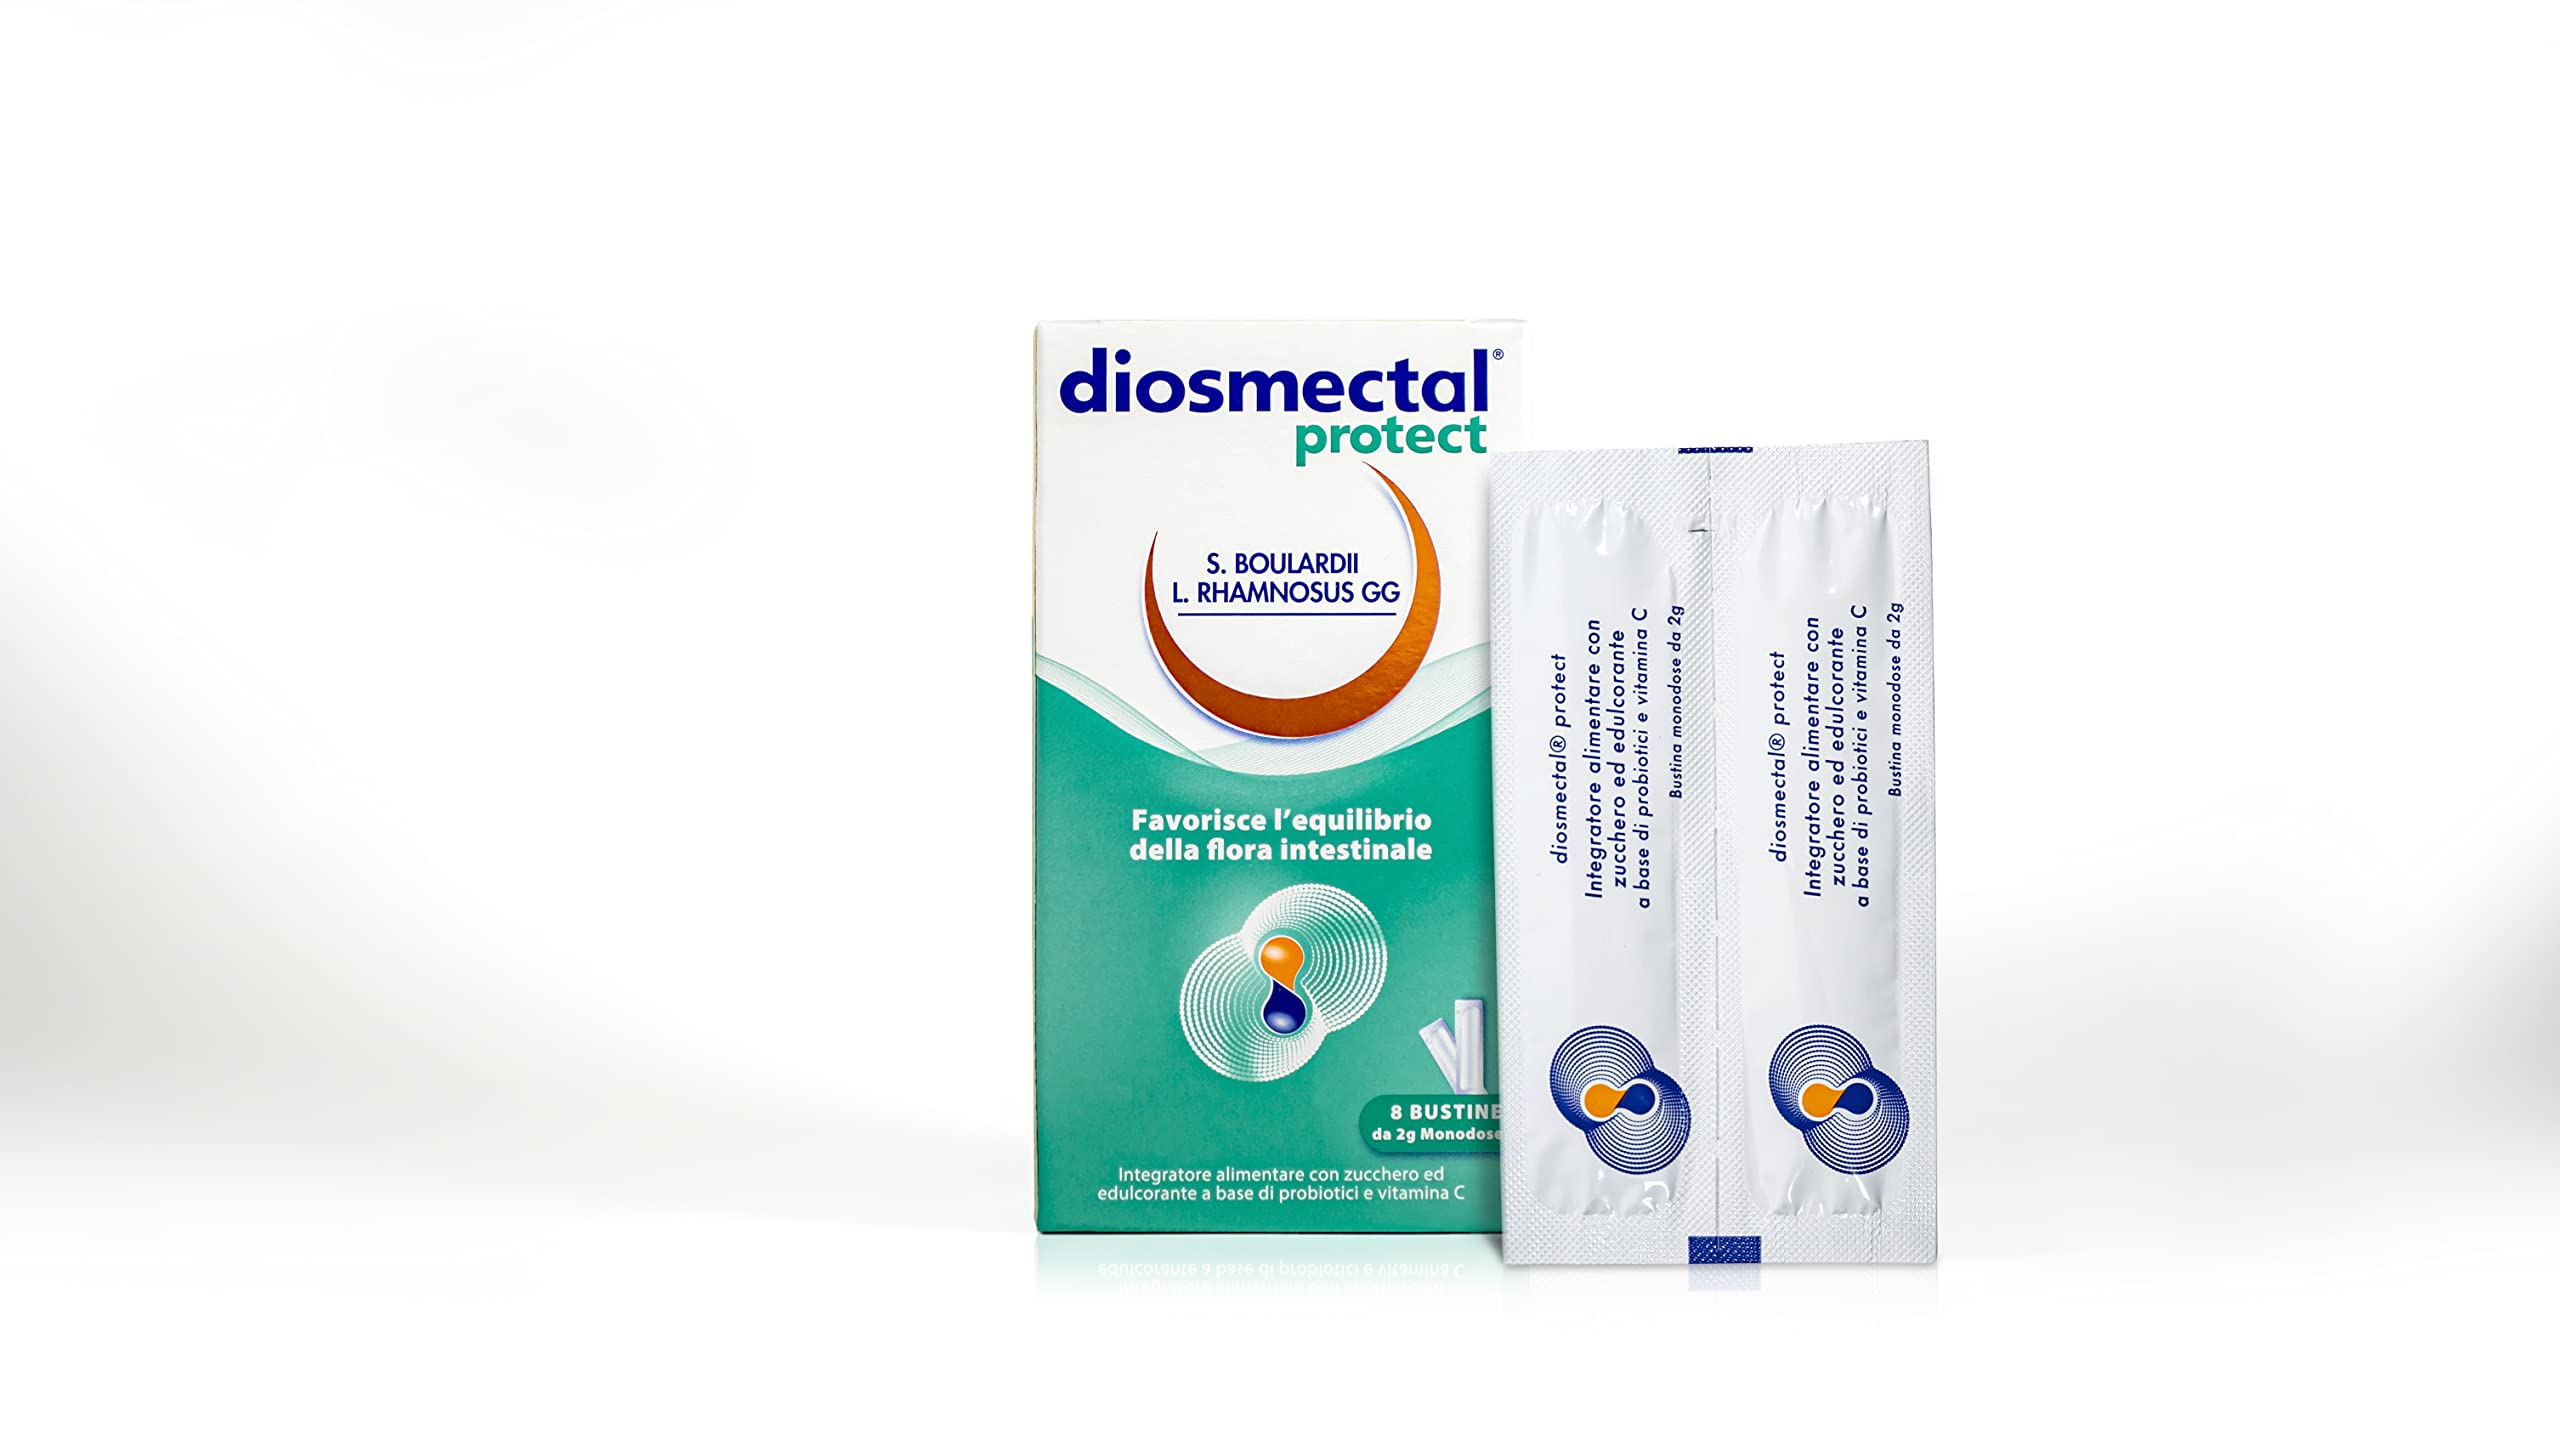 diosmectal®
protect
S. BOULARDII
L. RHAMNOSUS GG
Favorisce l'equilibrio
della flora intestinale
8 BUSTINE
da 2g Monodose
Integratore alimentare con zucchero ed
edulcorante a base di probiotici e vitamina C
diosmectal® protect
Integratore alimentare con
zucchero ed edulcorante
a base di probiotici e vitamina C
Bustina monodose da 2g
diosmectal® protect
Integratore alimentare con
zucchero ed edulcorante
a base di probiotici e vitamina C
Bustina monodose da 2g